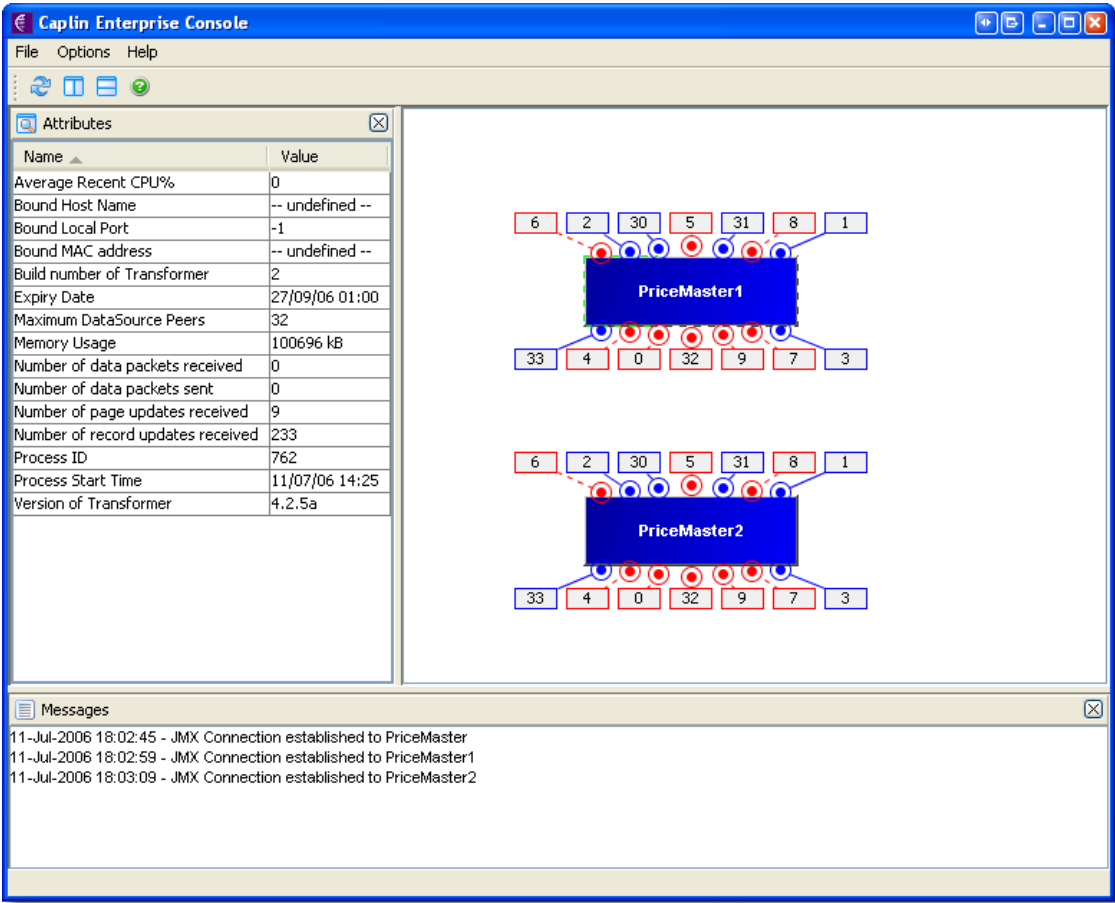 Caplin Enterprise Console
File Options Help
Attributes
Name Value
Average Recent CPU% 0
Bound Host Name -- undefined --
Bound Local Port -1
Bound MAC address -- undefined --
Build number of Transformer 2
Expiry Date 27/09/06 01:00
Maximum DataSource Peers 32
Memory Usage 100696 kB
Number of data packets received 0
Number of data packets sent 0
Number of page updates received 9
Number of record updates received 233
Process ID 762
Process Start Time 11/07/06 14:25
Version of Transformer 4.2.5a
6 2 30 5 31 8 1
PriceMaster1
33 4 0 32 9 7 3
6 2 30 5 31 8 1
PriceMaster2
33 4 0 32 9 7 3
Messages
11-Jul-2006 18:02:45 - JMX Connection established to PriceMaster
11-Jul-2006 18:02:59 - JMX Connection established to PriceMaster1
11-Jul-2006 18:03:09 - JMX Connection established to PriceMaster2